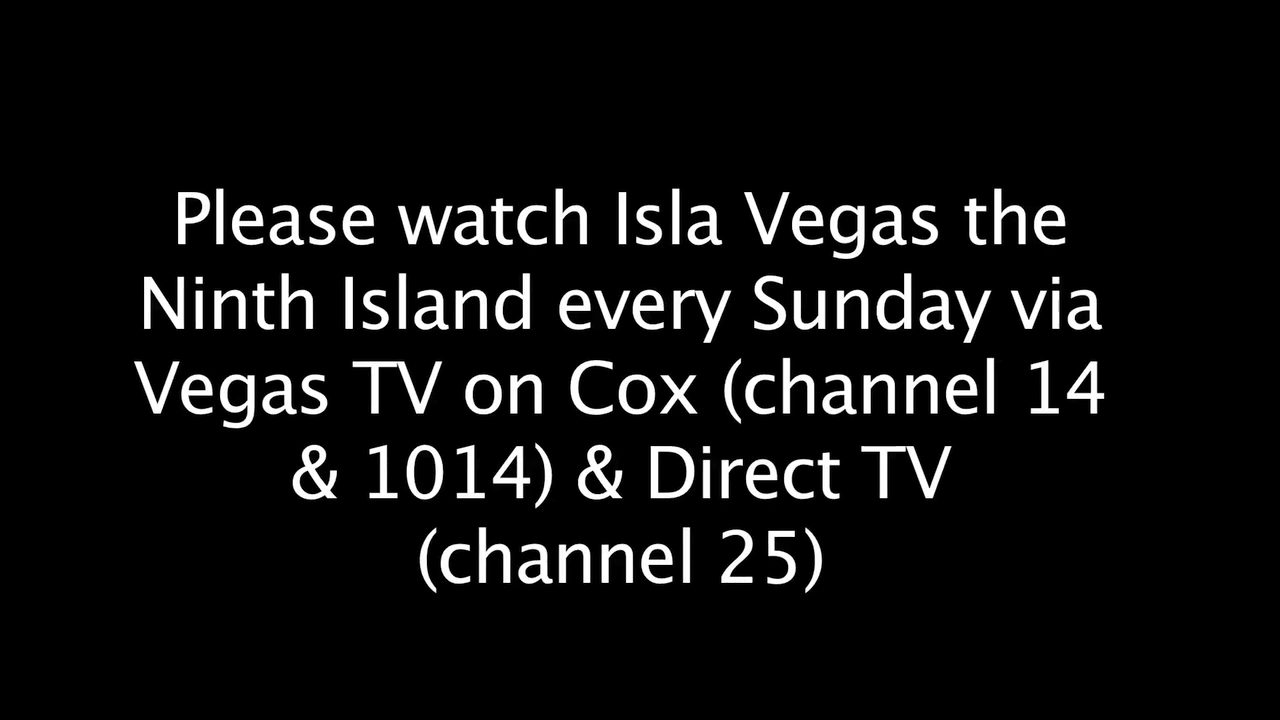 Please watch Isla Vegas the
Ninth Island every Sunday via
Vegas TV on Cox (channel 14
& 1014) & Direct TV
(channel 25)